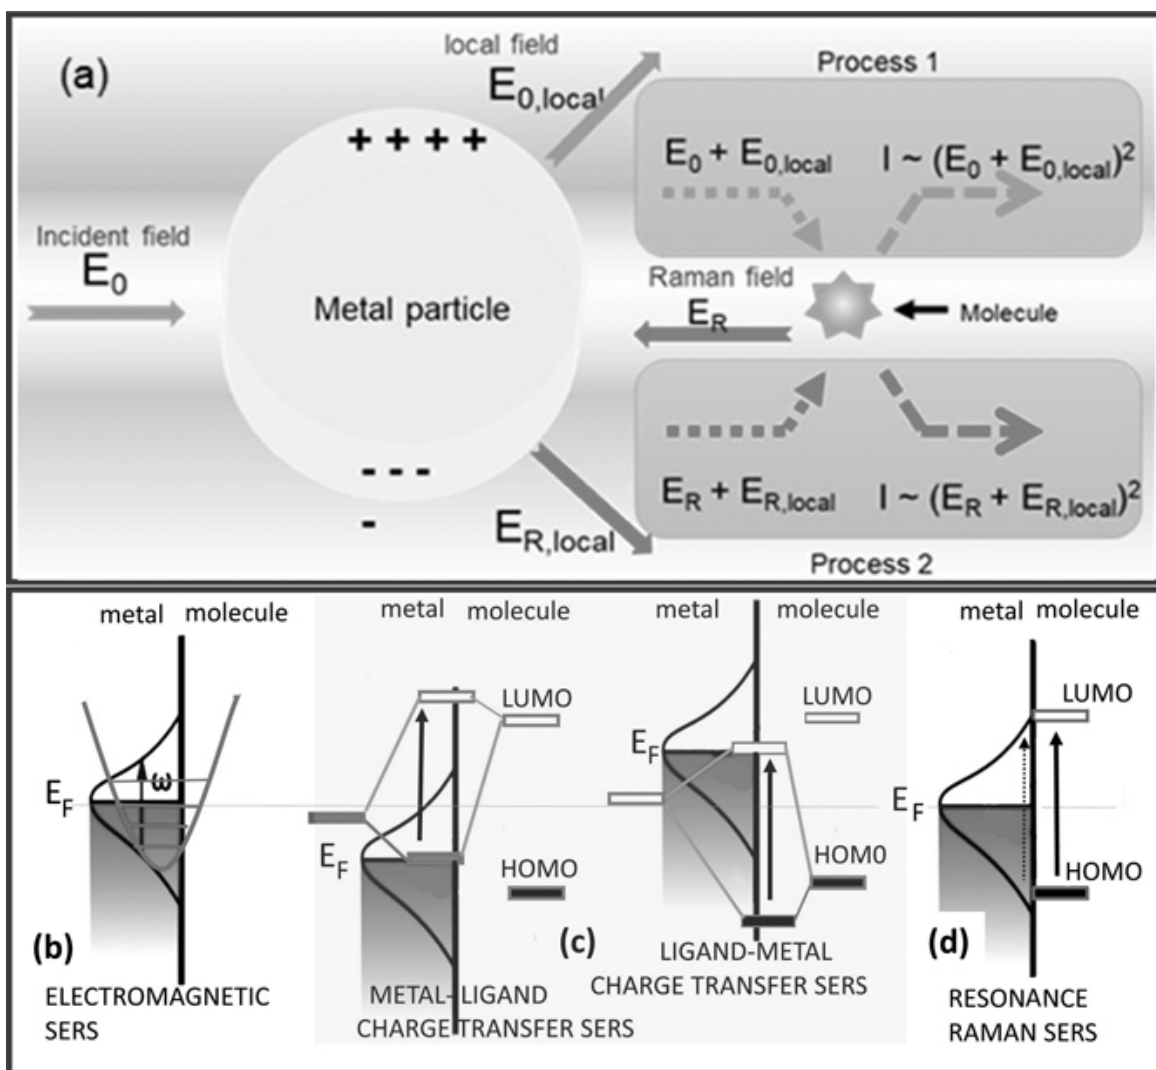 (a)
local field
E0,local
Incident field
E0
++++
Metal particle
---
-
ER,local
Process 1
E0 + E0,local
I ~ (E0 + E0,local)2
Raman field
ER
Molecule
ER + ER,local
I ~ (ER + ER,local)2
Process 2
metal molecule
EF
ω
(b)
ELECTROMAGNETIC
SERS
metal molecule
LUMO
EF
HOMO
METAL-LIGAND
CHARGE TRANSFER SERS
(c)
metal molecule
LUMO
EF
HOM0
LIGAND-METAL
CHARGE TRANSFER SERS
metal molecule
LUMO
EF
HOMO
(d)
RESONANCE
RAMAN SERS